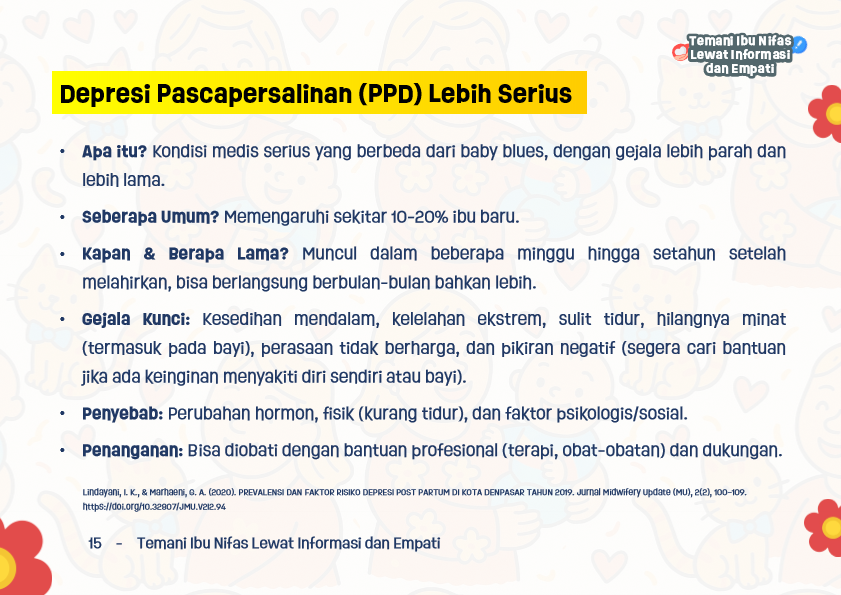 Temani Ibu Nifas
Lewat Informasi
dan Empati
Depresi Pascapersalinan (PPD) Lebih Serius
• Apa itu? Kondisi medis serius yang berbeda dari baby blues, dengan gejala lebih parah dan
lebih lama.
• Seberapa Umum? Memengaruhi sekitar 10-20% ibu baru.
• Kapan & Berapa Lama? Muncul dalam beberapa minggu hingga setahun setelah
melahirkan, bisa berlangsung berbulan-bulan bahkan lebih.
• Gejala Kunci: Kesedihan mendalam, kelelahan ekstrem, sulit tidur, hilangnya minat
(termasuk pada bayi), perasaan tidak berharga, dan pikiran negatif (segera cari bantuan
jika ada keinginan menyakiti diri sendiri atau bayi).
• Penyebab: Perubahan hormon, fisik (kurang tidur), dan faktor psikologis/sosial.
• Penanganan: Bisa diobati dengan bantuan profesional (terapi, obat-obatan) dan dukungan.
Lindayani, I. K., & Marhaeni, G. A. (2020). PREVALENSI DAN FAKTOR RISIKO DEPRESI POST PARTUM DI KOTA DENPASAR TAHUN 2019. Jurnal Midwifery Update (MU), 2(2), 100-109.
https://doi.org/10.32807/JMU.V2I2.94
15 - Temani Ibu Nifas Lewat Informasi dan Empati